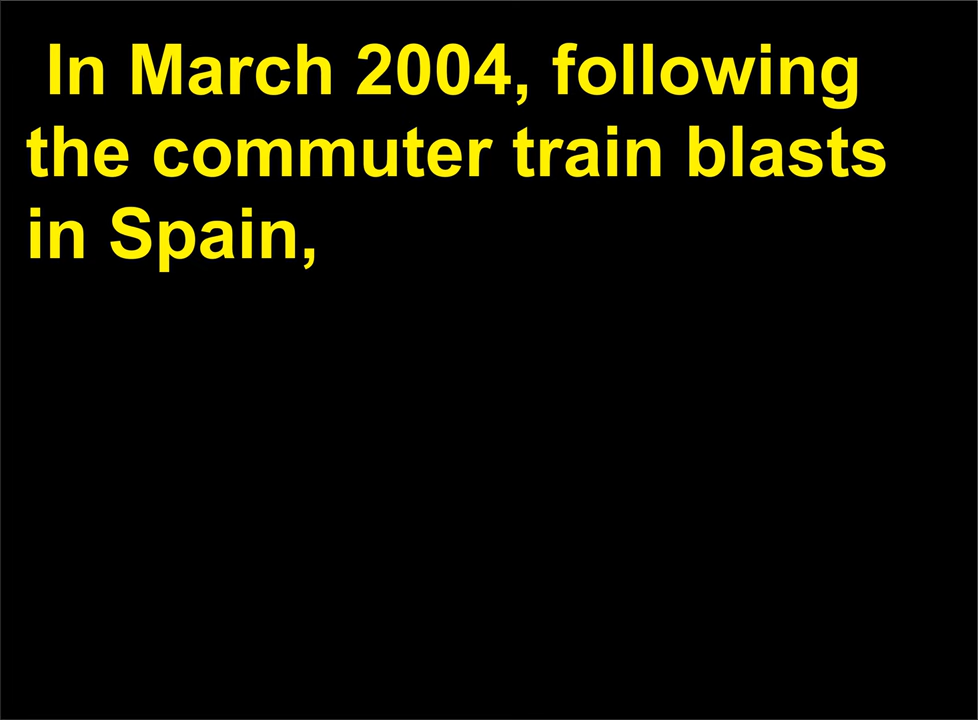 In March 2004, following
the commuter train blasts
in Spain,